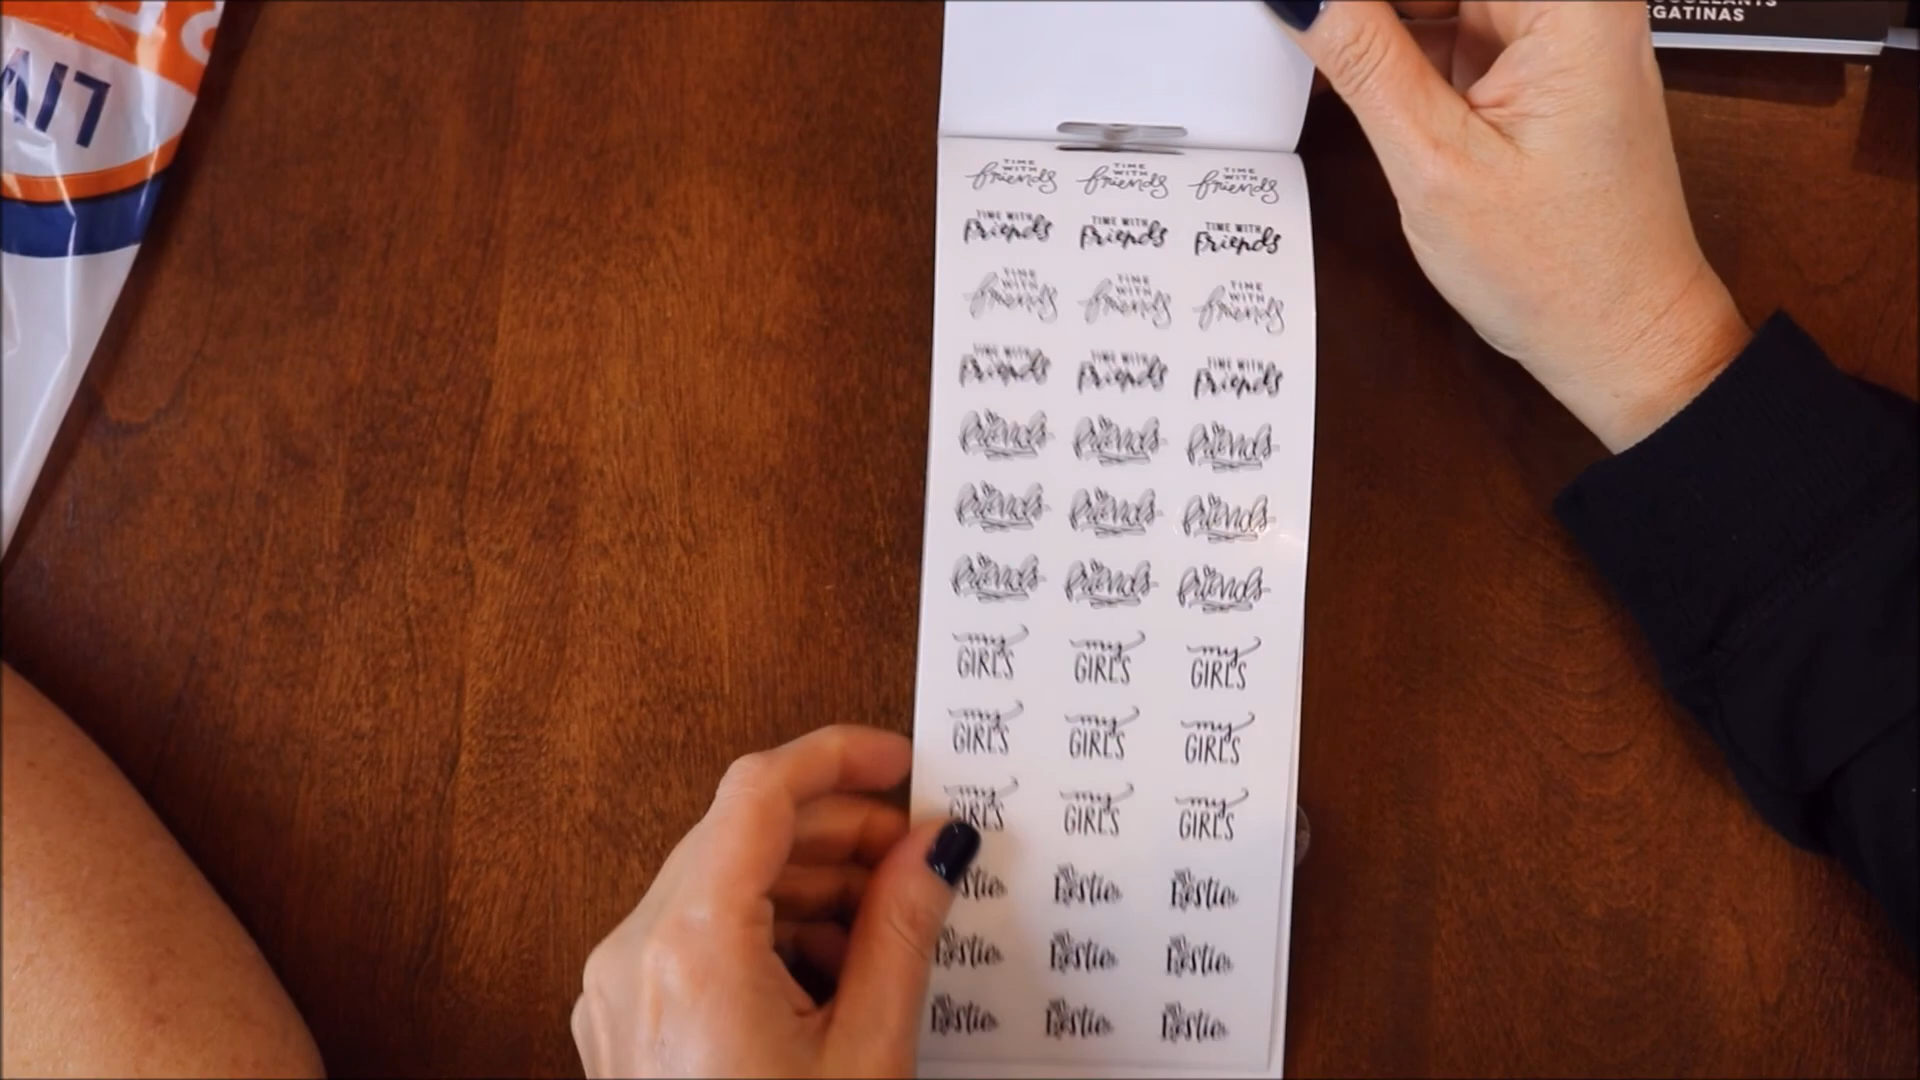 EGATINAS
TIME WITH friends TIME WITH friends TIME WITH friends
TIME WITH Friends TIME WITH Friends TIME WITH Friends
TIME WITH friends TIME WITH friends TIME WITH friends
TIME WITH Friends TIME WITH Friends TIME WITH Friends
friends friends friends
friends friends friends
friends friends friends
my GIRLS my GIRLS my GIRLS
my GIRLS my GIRLS my GIRLS
my GIRLS my GIRLS my GIRLS
bestie bestie
bestie bestie bestie
bestie bestie bestie